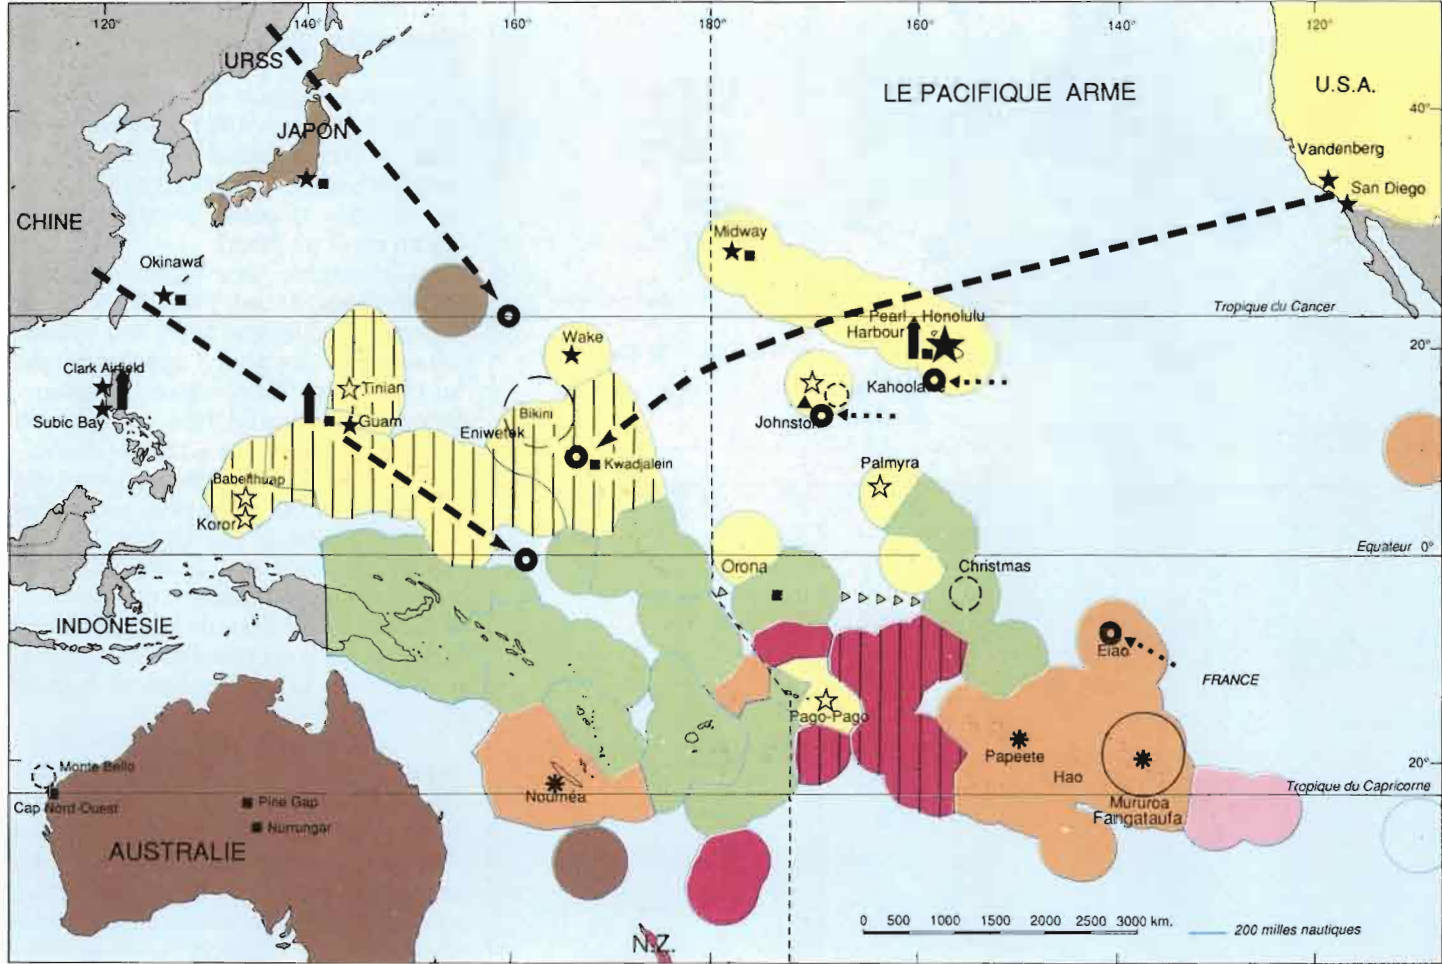 120°
140°
160°
180°
160°
140°
120°
URSS
LE PACIFIQUE ARME
U.S.A.
40°
JAPON
Vandenberg
San Diego
CHINE
Midway
Okinawa
Tropique du Cancer
Pearl Honolulu
Harbour
Wake
20°
Clark Airfield
Tinian
Kahoolawe
Bikini
Subic Bay
Guam
Johnston
Eniwetek
Kwadjalein
Palmyra
Babelthuap
Koror
Equateur 0°
Orona
Christmas
INDONESIE
Eiao
FRANCE
Pago-Pago
Papeete
Monte Bello
Hao
20°
Tropique du Capricorne
Nouméa
Cap Nord-Ouest
Pine Gap
Mururoa
Fangataufa
Nurrungar
AUSTRALIE
0 500 1000 1500 2000 2500 3000 km.
200 milles nautiques
N.Z.